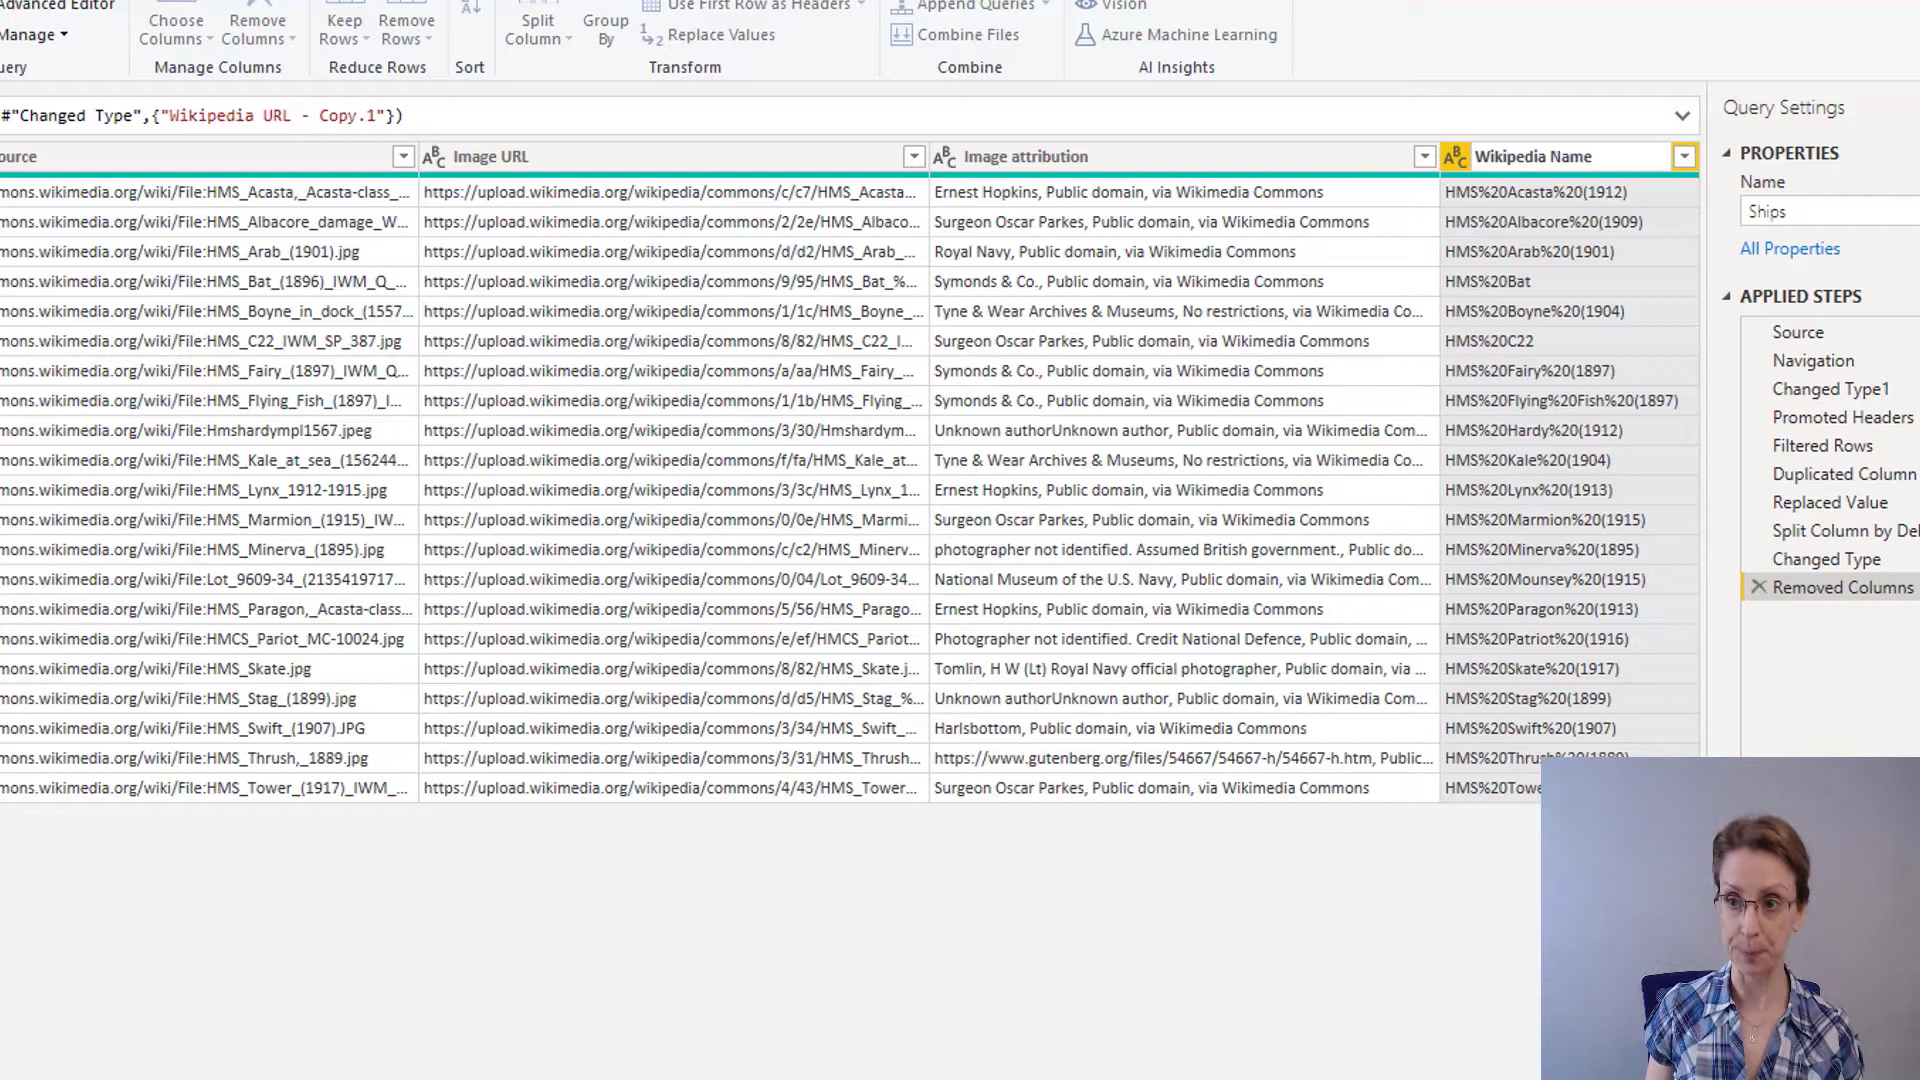 Advanced Editor
Manage
uery
Choose Columns
Remove Columns
Manage Columns
Keep Rows
Remove Rows
Reduce Rows
Sort
Split Column
Group By
Use First Row as Headers
1→2 Replace Values
Transform
Append Queries
Combine Files
Combine
Vision
Azure Machine Learning
AI Insights
#"Changed Type",{"Wikipedia URL - Copy.1"})
ource ABC Image URL ABC Image attribution ABC Wikipedia Name
mons.wikimedia.org/wiki/File:HMS_Acasta,_Acasta-class_... https://upload.wikimedia.org/wikipedia/commons/c/c7/HMS_Acasta... Ernest Hopkins, Public domain, via Wikimedia Commons HMS%20Acasta%20(1912)
mons.wikimedia.org/wiki/File:HMS_Albacore_damage_W... https://upload.wikimedia.org/wikipedia/commons/2/2e/HMS_Albaco... Surgeon Oscar Parkes, Public domain, via Wikimedia Commons HMS%20Albacore%20(1909)
mons.wikimedia.org/wiki/File:HMS_Arab_(1901).jpg https://upload.wikimedia.org/wikipedia/commons/d/d2/HMS_Arab_... Royal Navy, Public domain, via Wikimedia Commons HMS%20Arab%20(1901)
mons.wikimedia.org/wiki/File:HMS_Bat_(1896)_IWM_Q_... https://upload.wikimedia.org/wikipedia/commons/9/95/HMS_Bat_%... Symonds & Co., Public domain, via Wikimedia Commons HMS%20Bat
mons.wikimedia.org/wiki/File:HMS_Boyne_in_dock_(1557... https://upload.wikimedia.org/wikipedia/commons/1/1c/HMS_Boyne_... Tyne & Wear Archives & Museums, No restrictions, via Wikimedia Co... HMS%20Boyne%20(1904)
mons.wikimedia.org/wiki/File:HMS_C22_IWM_SP_387.jpg https://upload.wikimedia.org/wikipedia/commons/8/82/HMS_C22_I... Surgeon Oscar Parkes, Public domain, via Wikimedia Commons HMS%20C22
mons.wikimedia.org/wiki/File:HMS_Fairy_(1897)_IWM_Q... https://upload.wikimedia.org/wikipedia/commons/a/aa/HMS_Fairy_... Symonds & Co., Public domain, via Wikimedia Commons HMS%20Fairy%20(1897)
mons.wikimedia.org/wiki/File:HMS_Flying_Fish_(1897)_I... https://upload.wikimedia.org/wikipedia/commons/1/1b/HMS_Flying_... Symonds & Co., Public domain, via Wikimedia Commons HMS%20Flying%20Fish%20(1897)
mons.wikimedia.org/wiki/File:Hmshardympl1567.jpeg https://upload.wikimedia.org/wikipedia/commons/3/30/Hmshardym... Unknown authorUnknown author, Public domain, via Wikimedia Com... HMS%20Hardy%20(1912)
mons.wikimedia.org/wiki/File:HMS_Kale_at_sea_(156244... https://upload.wikimedia.org/wikipedia/commons/f/fa/HMS_Kale_at... Tyne & Wear Archives & Museums, No restrictions, via Wikimedia Co... HMS%20Kale%20(1904)
mons.wikimedia.org/wiki/File:HMS_Lynx_1912-1915.jpg https://upload.wikimedia.org/wikipedia/commons/3/3c/HMS_Lynx_1... Ernest Hopkins, Public domain, via Wikimedia Commons HMS%20Lynx%20(1913)
mons.wikimedia.org/wiki/File:HMS_Marmion_(1915)_IW... https://upload.wikimedia.org/wikipedia/commons/0/0e/HMS_Marmi... Surgeon Oscar Parkes, Public domain, via Wikimedia Commons HMS%20Marmion%20(1915)
mons.wikimedia.org/wiki/File:HMS_Minerva_(1895).jpg https://upload.wikimedia.org/wikipedia/commons/c/c2/HMS_Minerv... photographer not identified. Assumed British government., Public do... HMS%20Minerva%20(1895)
mons.wikimedia.org/wiki/File:Lot_9609-34_(2135419717... https://upload.wikimedia.org/wikipedia/commons/0/04/Lot_9609-34... National Museum of the U.S. Navy, Public domain, via Wikimedia Com... HMS%20Mounsey%20(1915)
mons.wikimedia.org/wiki/File:HMS_Paragon,_Acasta-class... https://upload.wikimedia.org/wikipedia/commons/5/56/HMS_Parago... Ernest Hopkins, Public domain, via Wikimedia Commons HMS%20Paragon%20(1913)
mons.wikimedia.org/wiki/File:HMCS_Pariot_MC-10024.jpg https://upload.wikimedia.org/wikipedia/commons/e/ef/HMCS_Pariot... Photographer not identified. Credit National Defence, Public domain, ... HMS%20Patriot%20(1916)
mons.wikimedia.org/wiki/File:HMS_Skate.jpg https://upload.wikimedia.org/wikipedia/commons/8/82/HMS_Skate.j... Tomlin, H W (Lt) Royal Navy official photographer, Public domain, via ... HMS%20Skate%20(1917)
mons.wikimedia.org/wiki/File:HMS_Stag_(1899).jpg https://upload.wikimedia.org/wikipedia/commons/d/d5/HMS_Stag_%... Unknown authorUnknown author, Public domain, via Wikimedia Com... HMS%20Stag%20(1899)
mons.wikimedia.org/wiki/File:HMS_Swift_(1907).JPG https://upload.wikimedia.org/wikipedia/commons/3/34/HMS_Swift_... Harlsbottom, Public domain, via Wikimedia Commons HMS%20Swift%20(1907)
mons.wikimedia.org/wiki/File:HMS_Thrush,_1889.jpg https://upload.wikimedia.org/wikipedia/commons/3/31/HMS_Thrush... https://www.gutenberg.org/files/54667/54667-h/54667-h.htm, Public... HMS%20Thrush%20(1889)
mons.wikimedia.org/wiki/File:HMS_Tower_(1917)_IWM_... https://upload.wikimedia.org/wikipedia/commons/4/43/HMS_Tower... Surgeon Oscar Parkes, Public domain, via Wikimedia Commons HMS%20Towe
Query Settings
PROPERTIES
Name
Ships
All Properties
APPLIED STEPS
Source
Navigation
Changed Type1
Promoted Headers
Filtered Rows
Duplicated Column
Replaced Value
Split Column by Del
Changed Type
Removed Columns